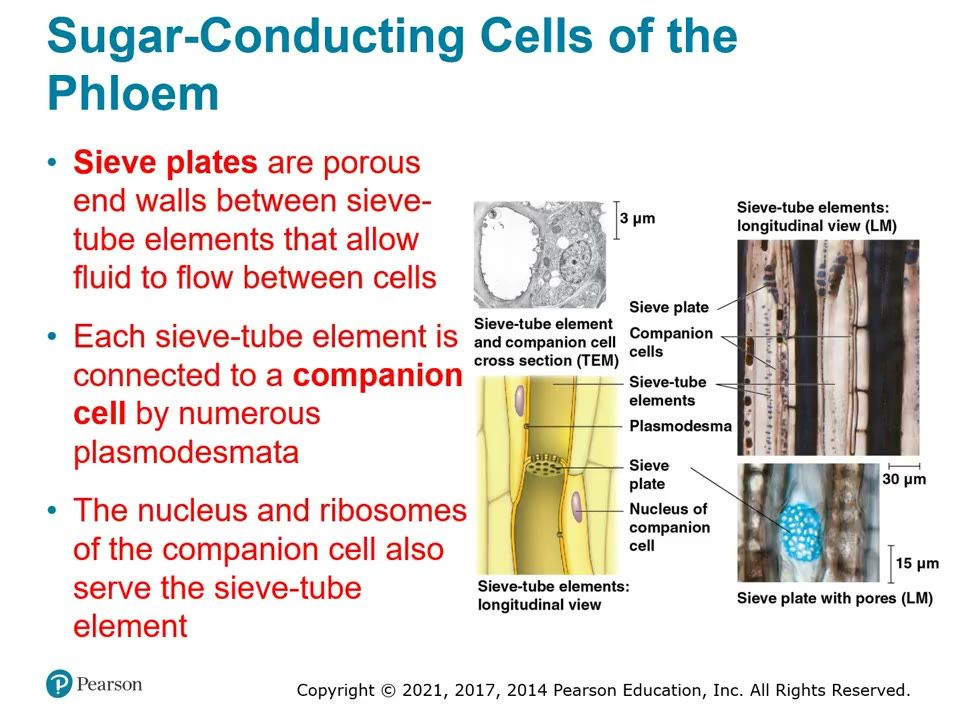 Sugar-Conducting Cells of the
Phloem
• Sieve plates are porous
end walls between sieve-
tube elements that allow
fluid to flow between cells
• Each sieve-tube element is
connected to a companion
cell by numerous
plasmodesmata
• The nucleus and ribosomes
of the companion cell also
serve the sieve-tube
element
3 μm
Sieve-tube element
and companion cell
cross section (TEM)
Sieve-tube elements:
longitudinal view (LM)
Sieve plate
Companion
cells
Sieve-tube
elements
Plasmodesma
Sieve
plate
Nucleus of
companion
cell
30 μm
15 μm
Sieve-tube elements:
longitudinal view
Sieve plate with pores (LM)
P Pearson
Copyright © 2021, 2017, 2014 Pearson Education, Inc. All Rights Reserved.